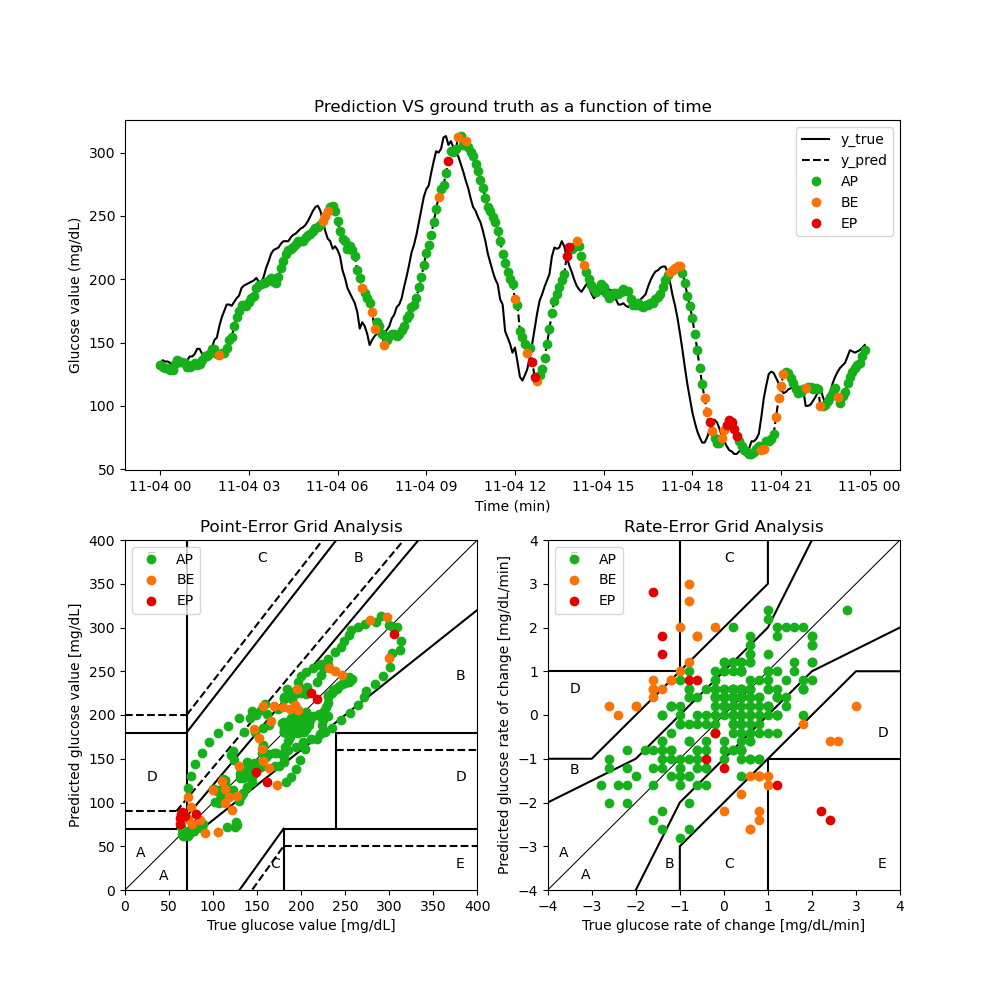 Prediction VS ground truth as a function of time
Glucose value (mg/dL)
300
250
200
150
100
50
y_true
y_pred
AP
BE
EP
11-04 00 11-04 03 11-04 06 11-04 09 11-04 12 11-04 15 11-04 18 11-04 21 11-05 00
Time (min)
Point-Error Grid Analysis
Predicted glucose value [mg/dL]
400
350
300
250
200
150
100
50
0
AP
BE
EP
C
B
B
D
D
A
A
C
E
0 50 100 150 200 250 300 350 400
True glucose value [mg/dL]
Rate-Error Grid Analysis
Predicted glucose rate of change [mg/dL/min]
4
3
2
1
0
−1
−2
−3
−4
AP
BE
EP
C
D
D
B
A
A
B
C
E
−4 −3 −2 −1 0 1 2 3 4
True glucose rate of change [mg/dL/min]